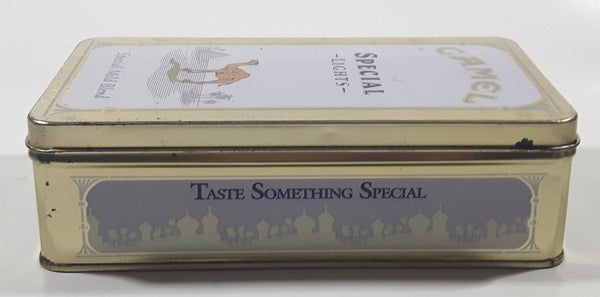 CAMEL
SPECIAL
LIGHTS
Special Mild Blend
TASTE SOMETHING SPECIAL